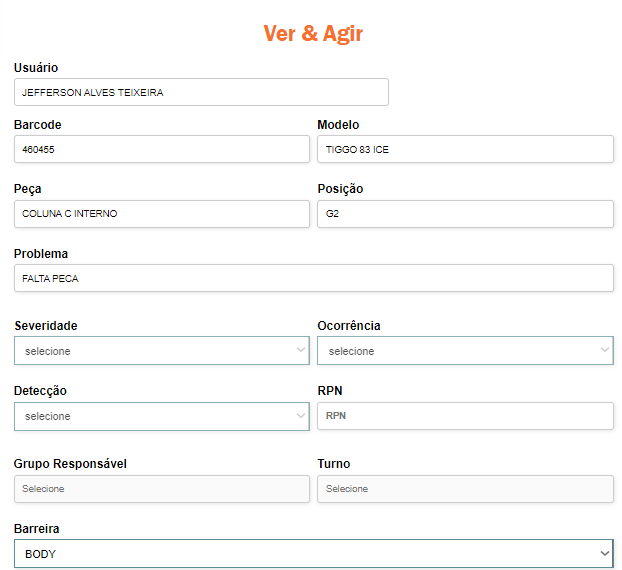 Ver & Agir
Usuário
JEFFERSON ALVES TEIXEIRA
Barcode Modelo
460455 TIGGO 83 ICE
Peça Posição
COLUNA C INTERNO G2
Problema
FALTA PECA
Severidade Ocorrência
selecione selecione
Detecção RPN
selecione RPN
Grupo Responsável Turno
Selecione Selecione
Barreira
BODY